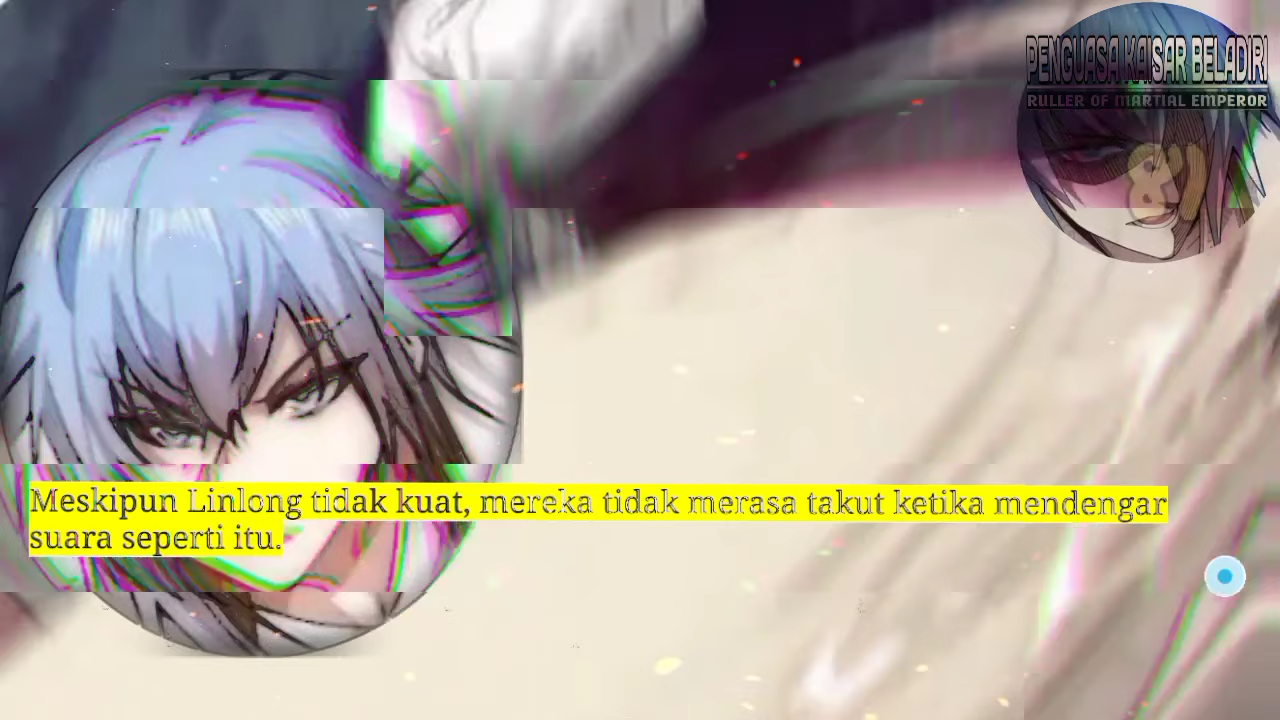 PENGUASA KAISAR BELADIRI
RULLER OF MARTIAL EMPEROR
Meskipun Linlong tidak kuat, mereka tidak merasa takut ketika mendengar
suara seperti itu.